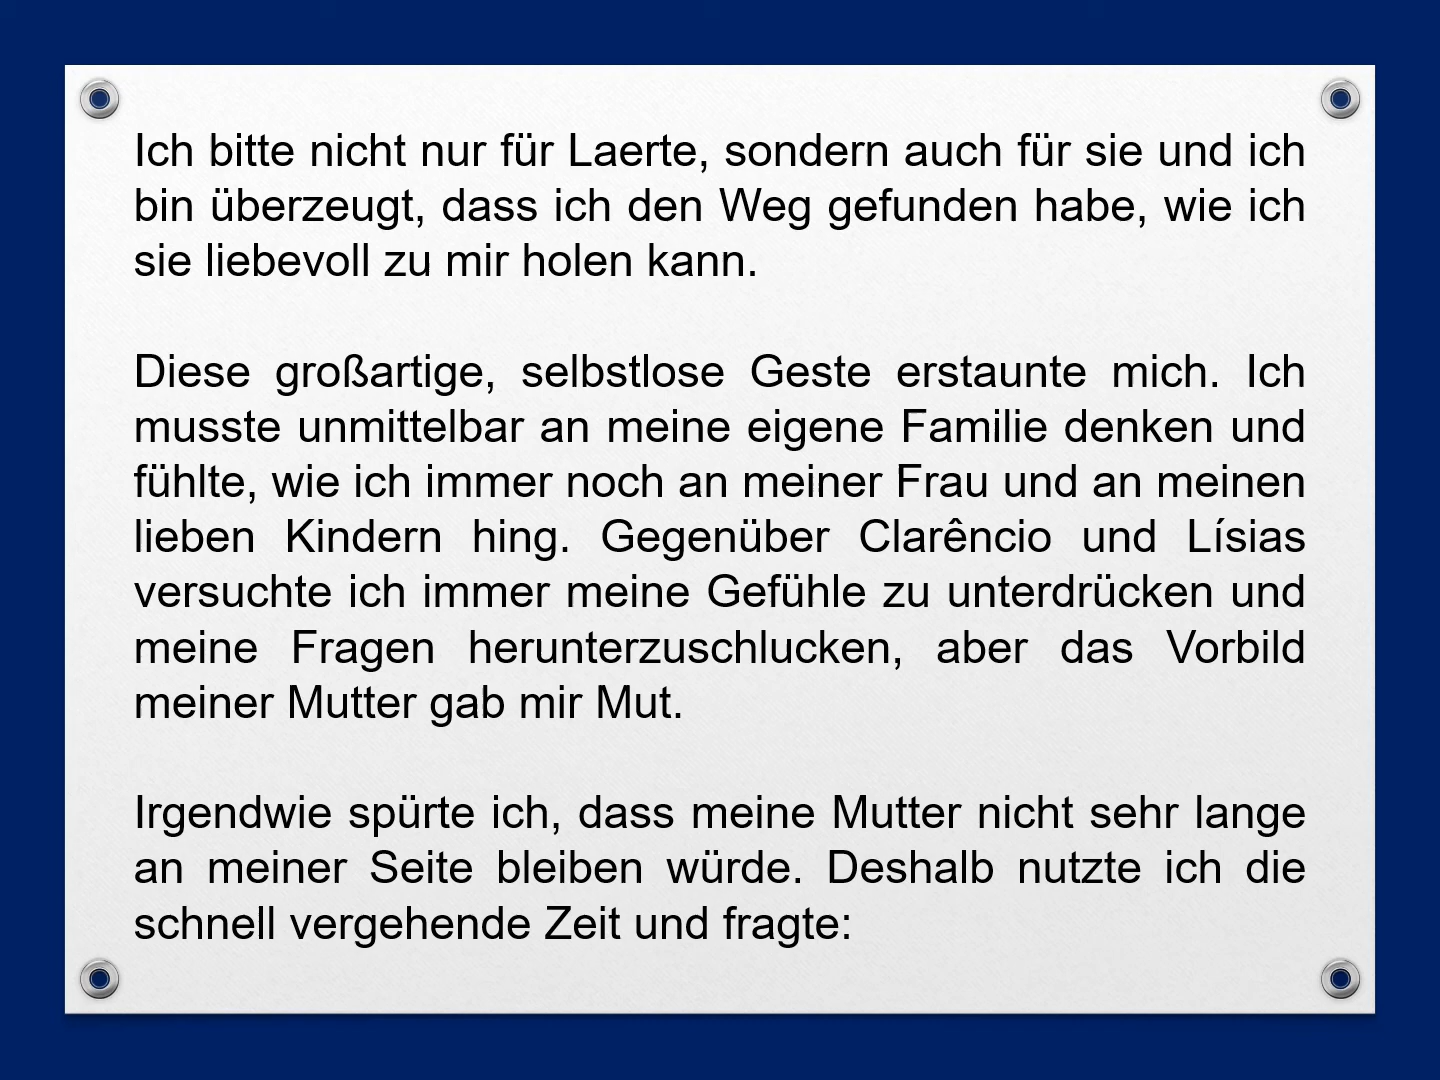 Ich bitte nicht nur für Laerte, sondern auch für sie und ich
bin überzeugt, dass ich den Weg gefunden habe, wie ich
sie liebevoll zu mir holen kann.
Diese großartige, selbstlose Geste erstaunte mich. Ich
musste unmittelbar an meine eigene Familie denken und
fühlte, wie ich immer noch an meiner Frau und an meinen
lieben Kindern hing. Gegenüber Clarêncio und Lísias
versuchte ich immer meine Gefühle zu unterdrücken und
meine Fragen herunterzuschlucken, aber das Vorbild
meiner Mutter gab mir Mut.
Irgendwie spürte ich, dass meine Mutter nicht sehr lange
an meiner Seite bleiben würde. Deshalb nutzte ich die
schnell vergehende Zeit und fragte: